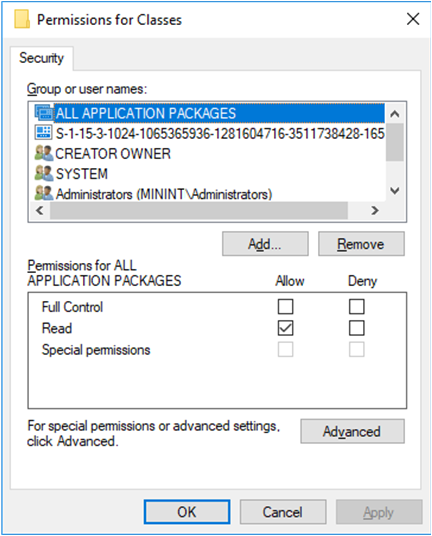 Permissions for Classes
Security
Group or user names:
ALL APPLICATION PACKAGES
S-1-15-3-1024-1065365936-1281604716-3511738428-165
CREATOR OWNER
SYSTEM
Administrators (MININT\Administrators)
Add...
Remove
Permissions for ALL
APPLICATION PACKAGES
Allow
Deny
Full Control
Read
Special permissions
For special permissions or advanced settings,
click Advanced.
Advanced
OK
Cancel
Apply